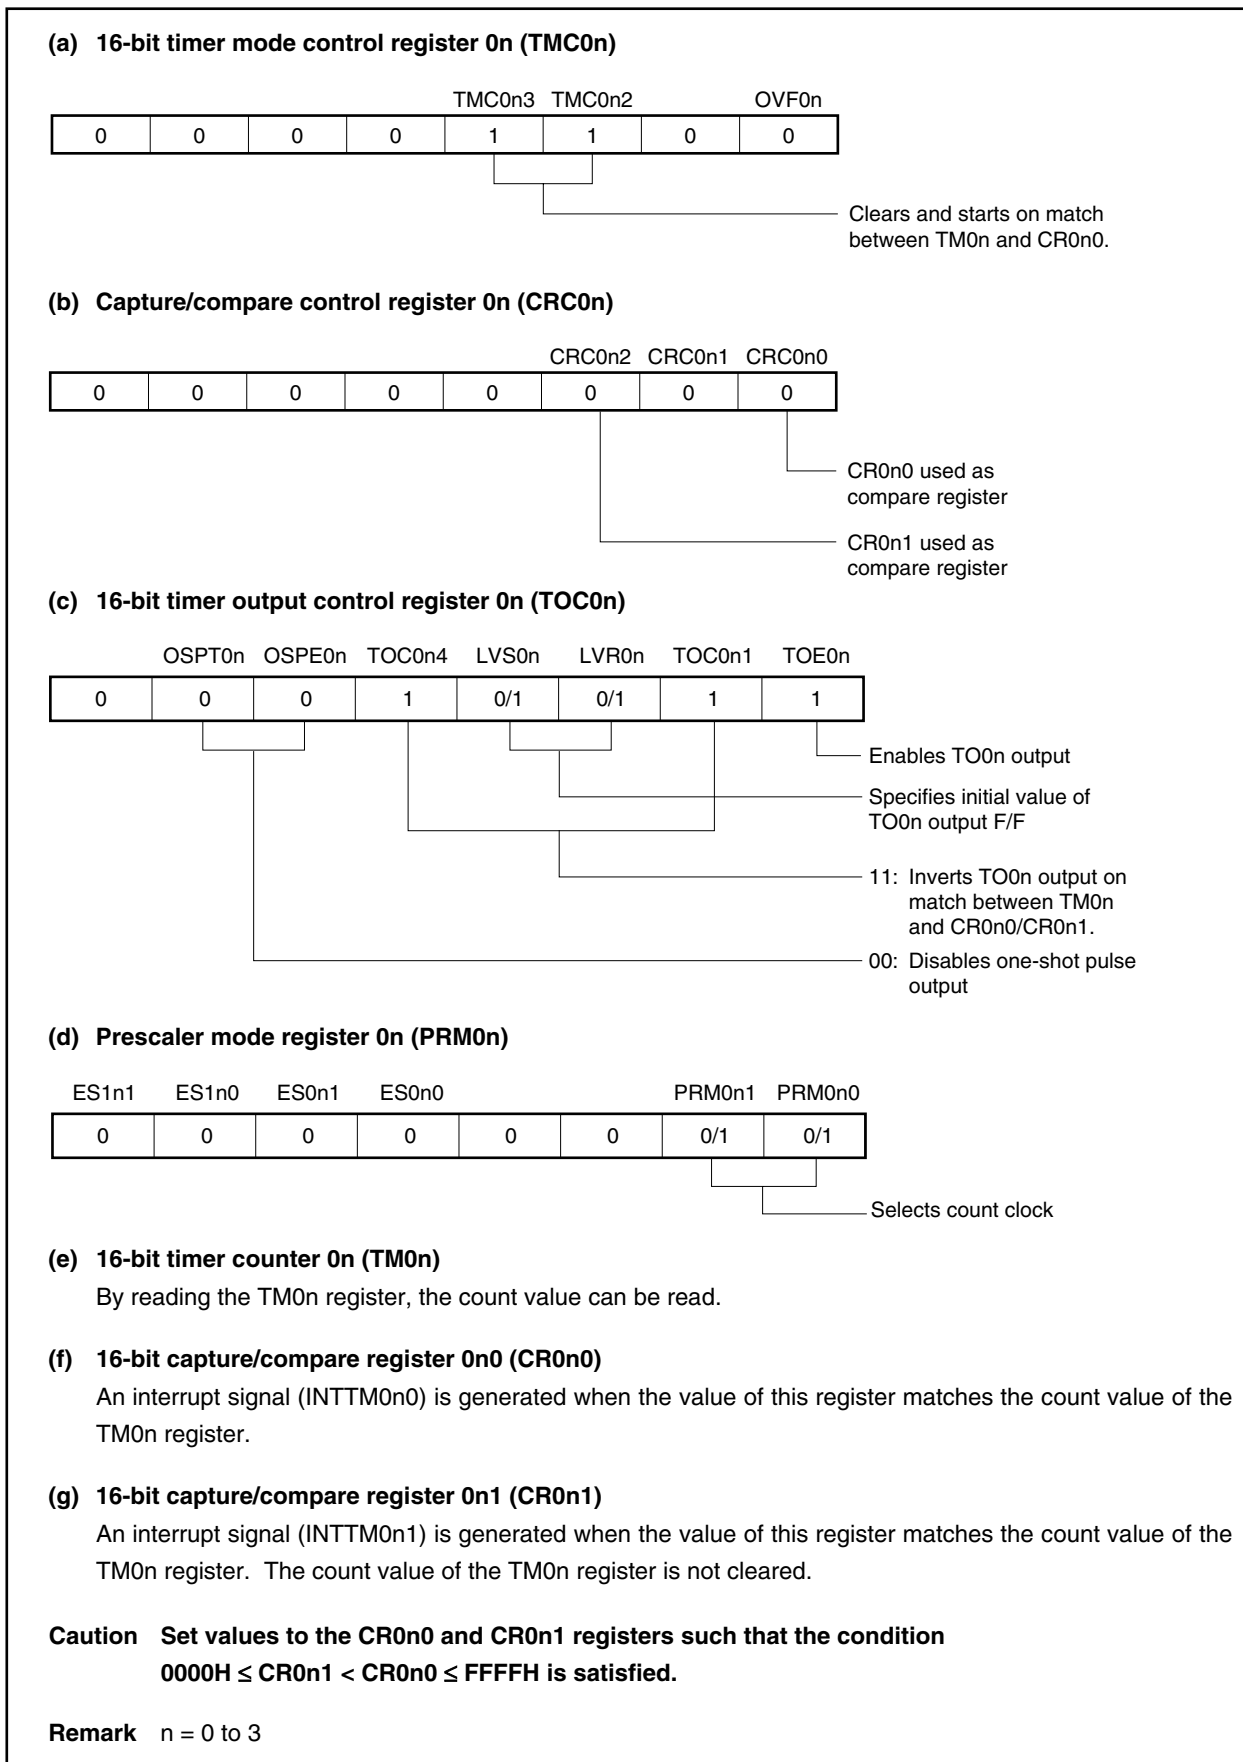 (a) 16-bit timer mode control register 0n (TMC0n)
TMC0n3 TMC0n2 OVF0n
0 0 0 0 1 1 0 0
Clears and starts on match
between TM0n and CR0n0.
(b) Capture/compare control register 0n (CRC0n)
CRC0n2 CRC0n1 CRC0n0
0 0 0 0 0 0 0 0
CR0n0 used as
compare register
CR0n1 used as
compare register
(c) 16-bit timer output control register 0n (TOC0n)
OSPT0n OSPE0n TOC0n4 LVS0n LVR0n TOC0n1 TOE0n
0 0 0 1 0/1 0/1 1 1
Enables TO0n output
Specifies initial value of
TO0n output F/F
11: Inverts TO0n output on
match between TM0n
and CR0n0/CR0n1.
00: Disables one-shot pulse
output
(d) Prescaler mode register 0n (PRM0n)
ES1n1 ES1n0 ES0n1 ES0n0 PRM0n1 PRM0n0
0 0 0 0 0 0 0/1 0/1
Selects count clock
(e) 16-bit timer counter 0n (TM0n)
By reading the TM0n register, the count value can be read.
(f) 16-bit capture/compare register 0n0 (CR0n0)
An interrupt signal (INTTM0n0) is generated when the value of this register matches the count value of the
TM0n register.
(g) 16-bit capture/compare register 0n1 (CR0n1)
An interrupt signal (INTTM0n1) is generated when the value of this register matches the count value of the
TM0n register. The count value of the TM0n register is not cleared.
Caution Set values to the CR0n0 and CR0n1 registers such that the condition
0000H ≤ CR0n1 < CR0n0 ≤ FFFFH is satisfied.
Remark n = 0 to 3